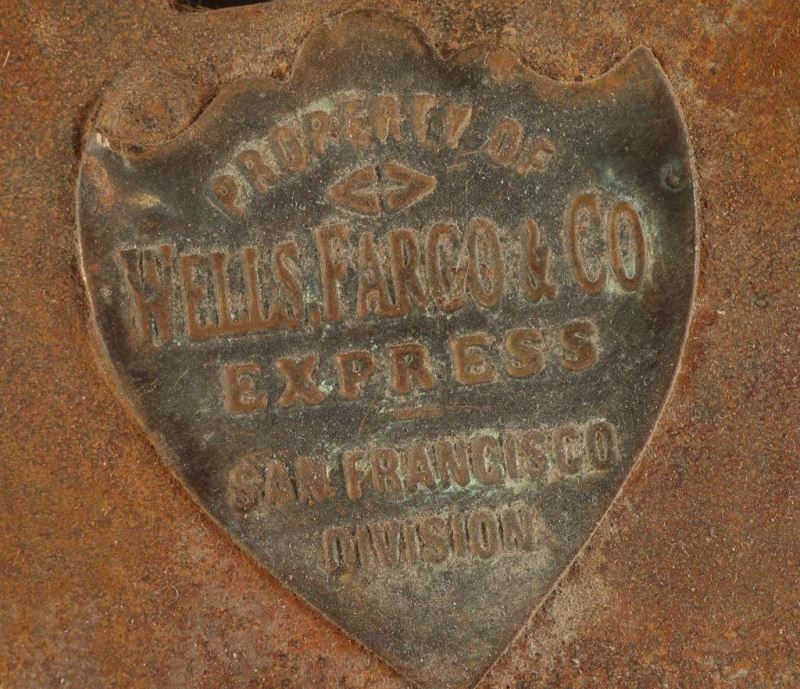 PROPERTY OF
WELLS, FARGO & CO
EXPRESS
SAN FRANCISCO
DIVISION